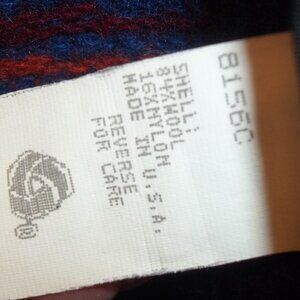 8156C
SHELL:
84%WOOL
16%NYLON
MADE IN U.S.A.
REVERSE
FOR CARE
®